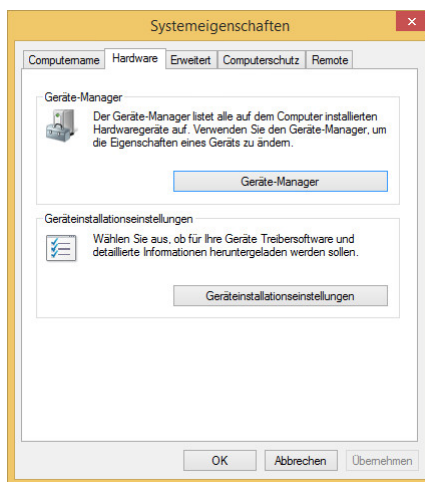 Systemeigenschaften
Computername Hardware Erweitert Computerschutz Remote
Geräte-Manager
Der Geräte-Manager listet alle auf dem Computer installierten
Hardwaregeräte auf. Verwenden Sie den Geräte-Manager, um
die Eigenschaften eines Geräts zu ändern.
Geräte-Manager
Geräteinstallationseinstellungen
Wählen Sie aus, ob für Ihre Geräte Treibersoftware und
detaillierte Informationen heruntergeladen werden sollen.
Geräteinstallationseinstellungen
OK Abbrechen Übernehmen